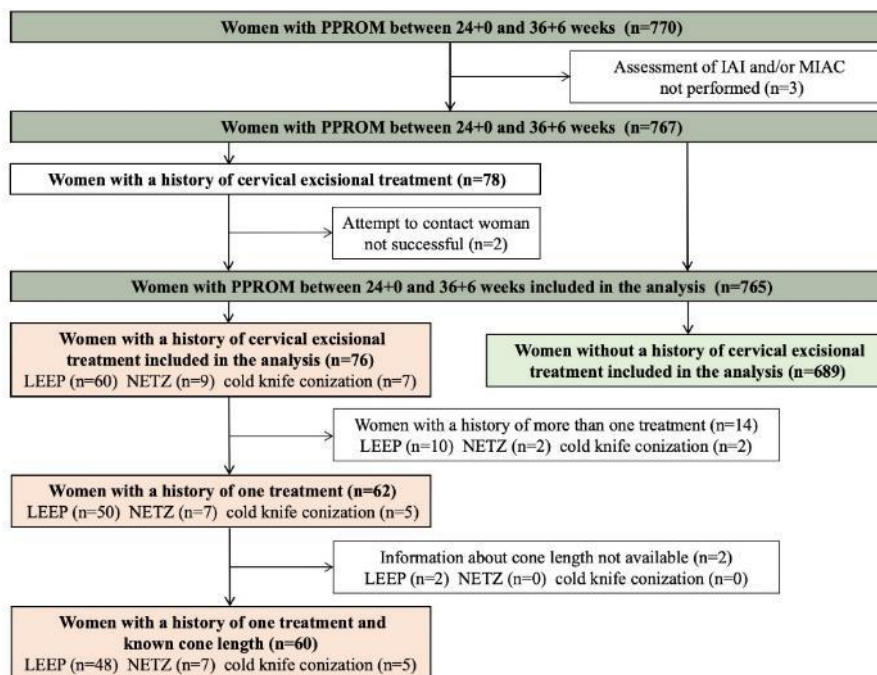 Women with PPROM between 24+0 and 36+6 weeks (n=770)
Assessment of IAI and/or MIAC
not performed (n=3)
Women with PPROM between 24+0 and 36+6 weeks (n=767)
Women with a history of cervical excisional treatment (n=78)
Attempt to contact woman
not successful (n=2)
Women with PPROM between 24+0 and 36+6 weeks included in the analysis (n=765)
Women with a history of cervical excisional
treatment included in the analysis (n=76)
LEEP (n=60) NETZ (n=9) cold knife conization (n=7)
Women without a history of cervical excisional
treatment included in the analysis (n=689)
Women with a history of more than one treatment (n=14)
LEEP (n=10) NETZ (n=2) cold knife conization (n=2)
Women with a history of one treatment (n=62)
LEEP (n=50) NETZ (n=7) cold knife conization (n=5)
Information about cone length not available (n=2)
LEEP (n=2) NETZ (n=0) cold knife conization (n=0)
Women with a history of one treatment and
known cone length (n=60)
LEEP (n=48) NETZ (n=7) cold knife conization (n=5)